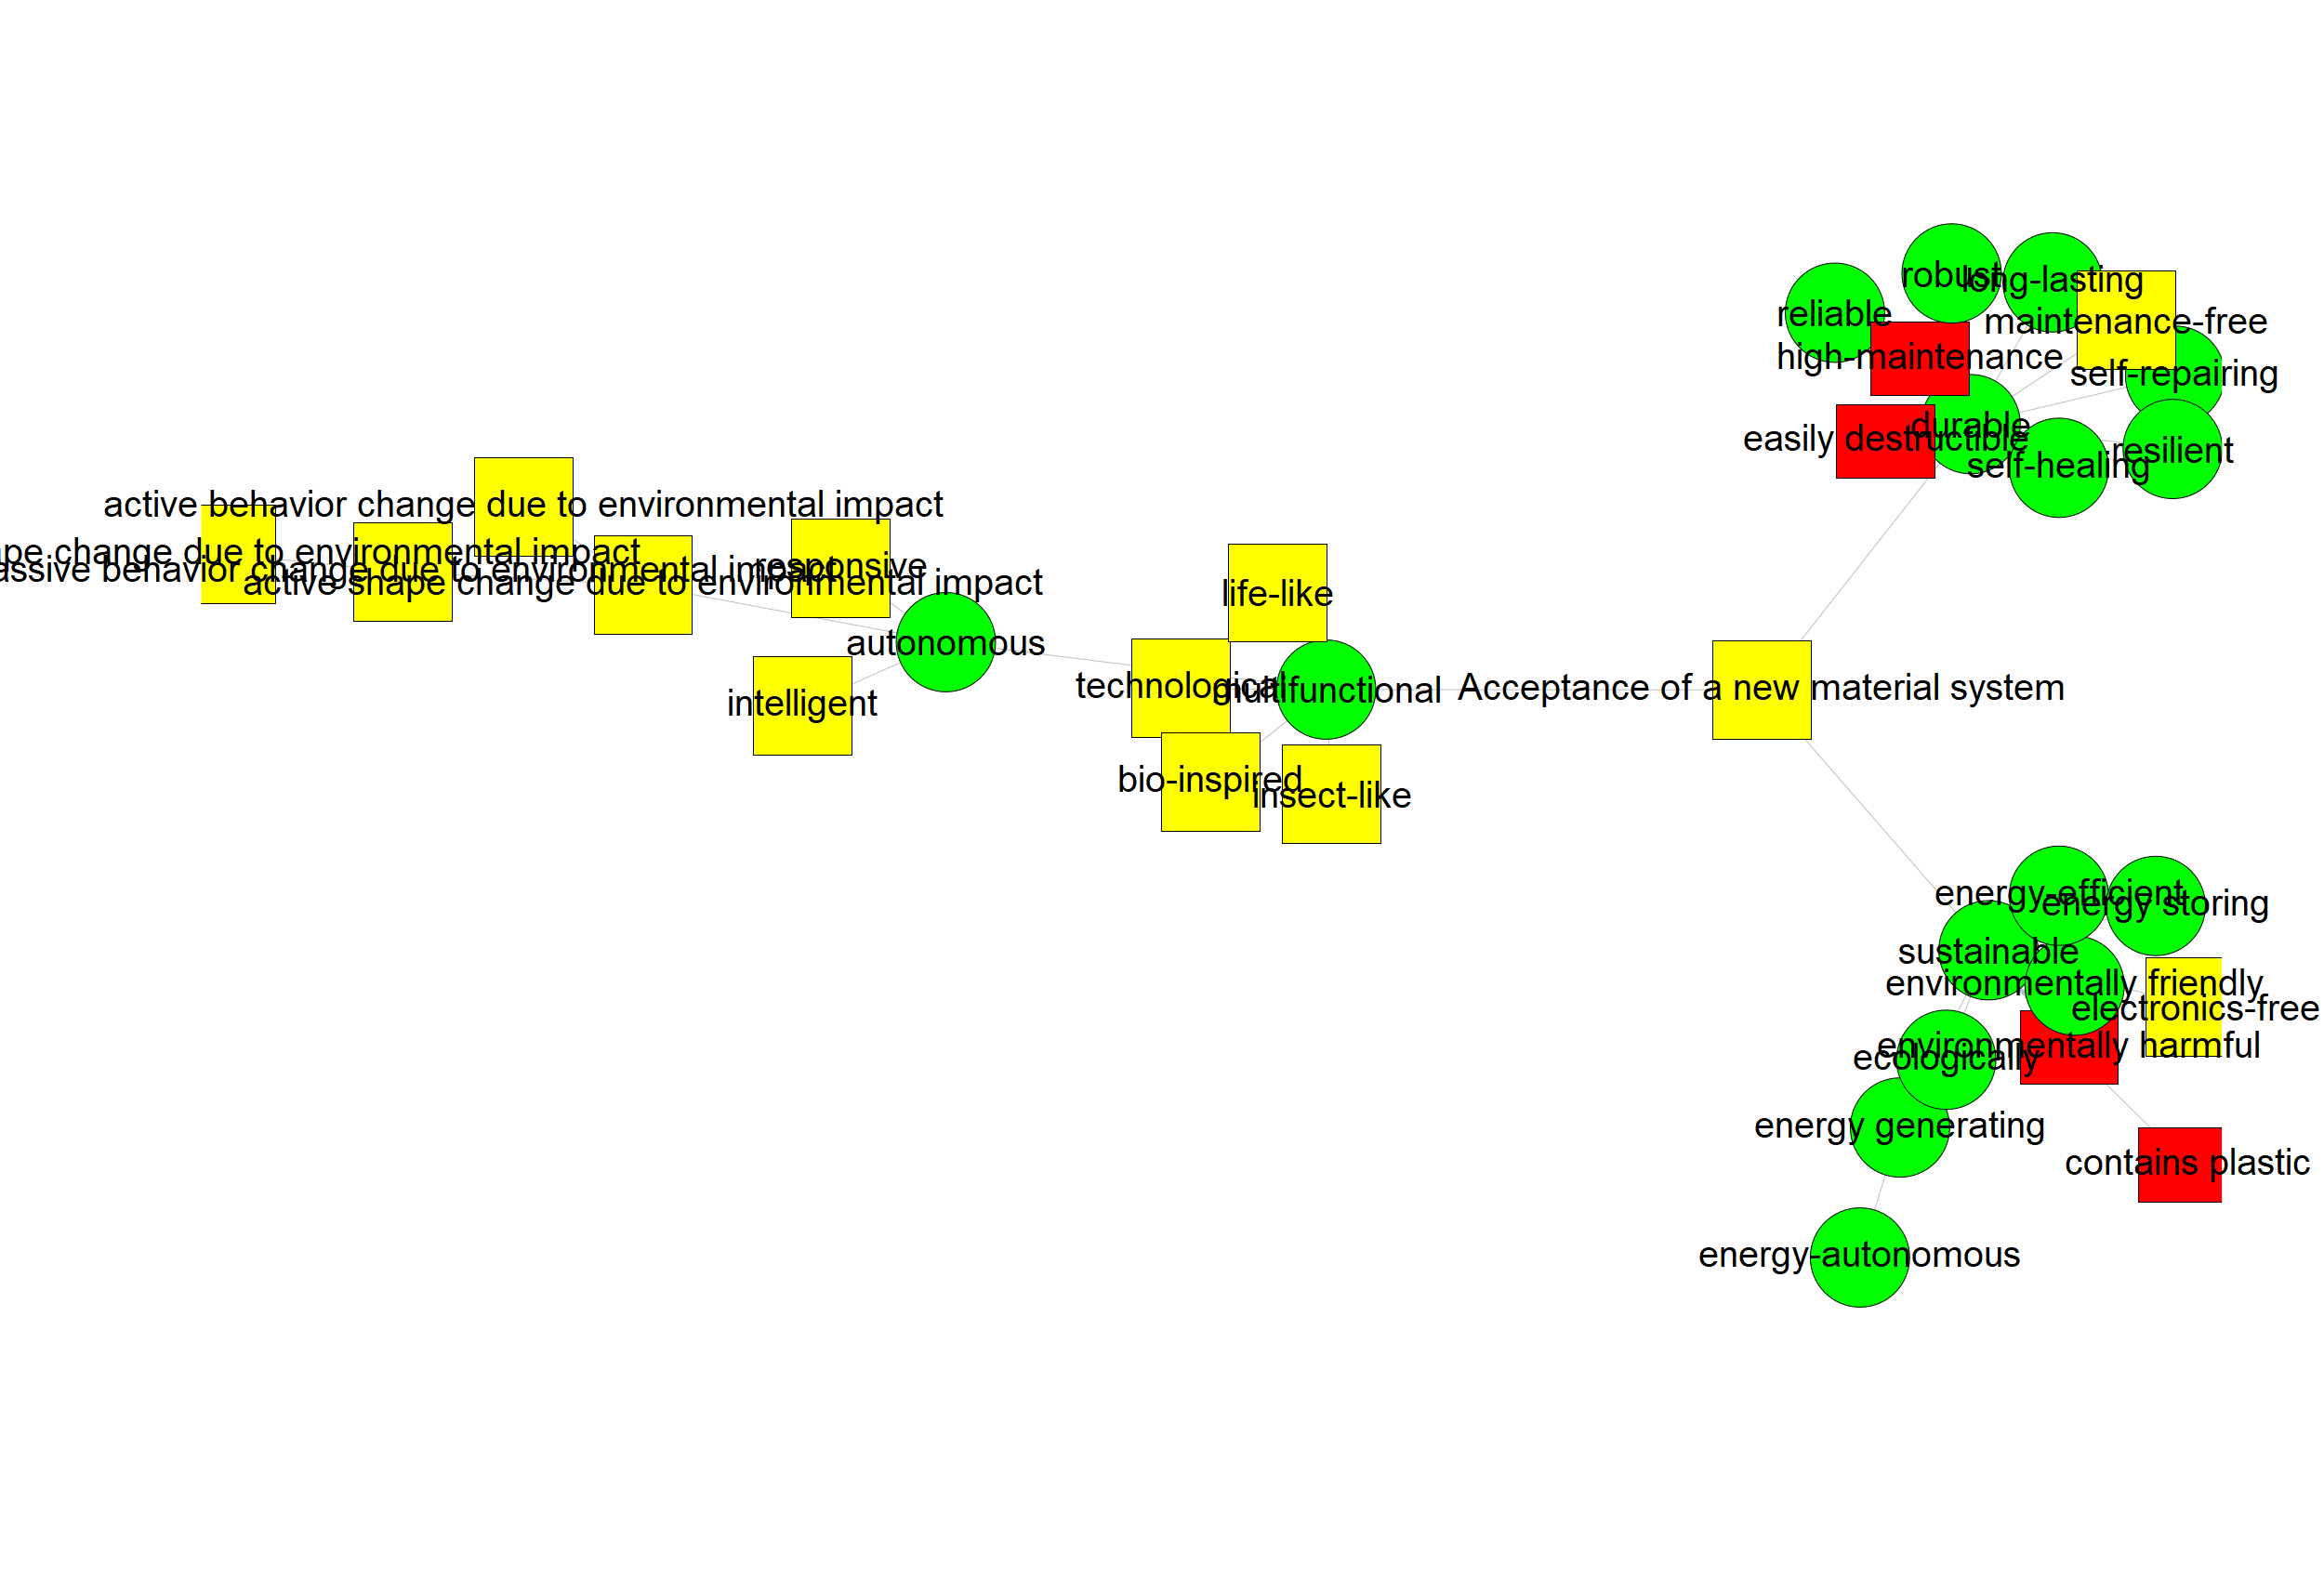 robust
long-lasting
reliable
maintenance-free
high-maintenance
self-repairing
durable
easily destructible
resilient
self-healing
active behavior change due to environmental impact
change due to environmental impact
behavior change due to environmental impact
responsive
active shape change due to environmental impact
life-like
autonomous
technological
multifunctional
Acceptance of a new material system
intelligent
bio-inspired
insect-like
energy-efficient
energy storing
sustainable
environmentally friendly
electronics-free
environmentally harmful
ecologically
energy generating
contains plastic
energy-autonomous